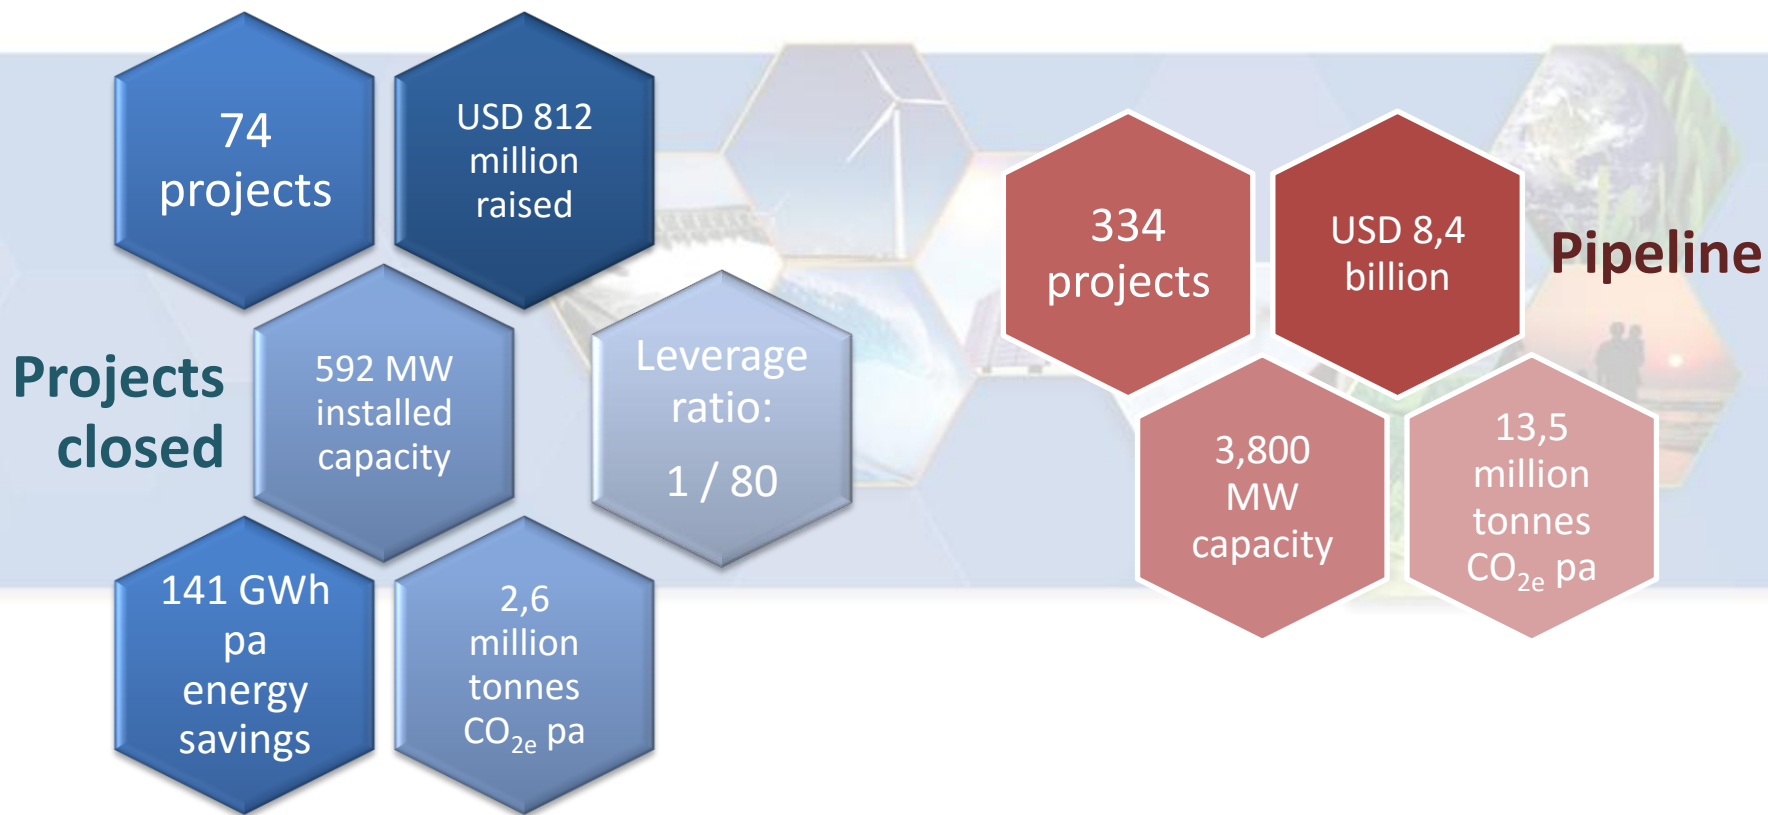 Projects
closed
74
projects
USD 812
million
raised
592 MW
installed
capacity
Leverage
ratio:
1 / 80
141 GWh
pa
energy
savings
2,6
million
tonnes
CO2e pa
Pipeline
334
projects
USD 8,4
billion
3,800
MW
capacity
13,5
million
tonnes
CO2e pa